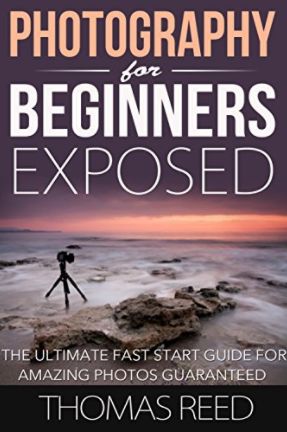 PHOTOGRAPHY
for
BEGINNERS
EXPOSED
THE ULTIMATE FAST START GUIDE FOR
AMAZING PHOTOS GUARANTEED
THOMAS REED